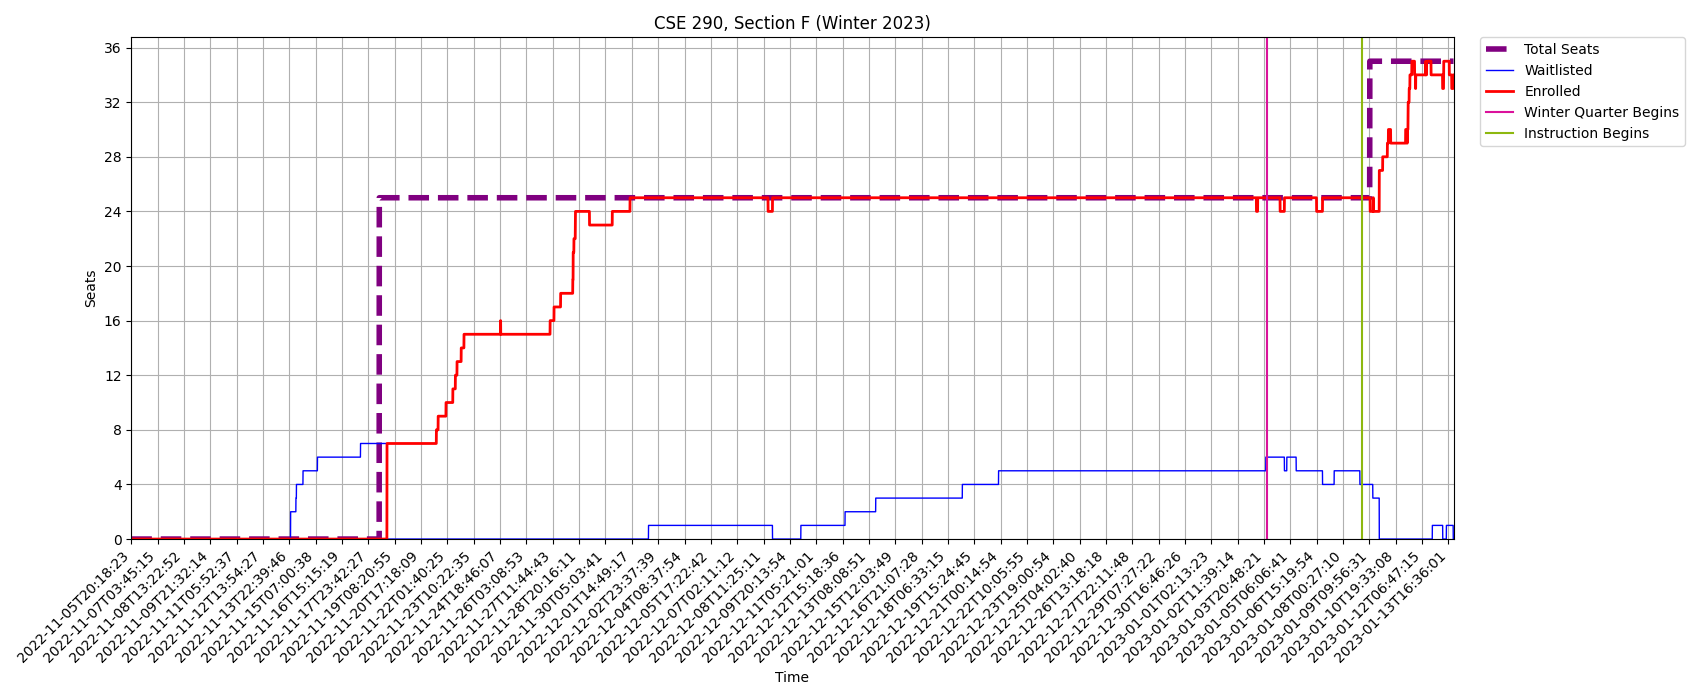 CSE 290, Section F (Winter 2023)
36
32
28
24
20
16
12
8
4
0
Seats
Total Seats
Waitlisted
Enrolled
Winter Quarter Begins
Instruction Begins
2022-11-05T20:18:23
2022-11-07T03:45:15
2022-11-08T13:22:52
2022-11-09T21:32:14
2022-11-11T05:52:37
2022-11-12T13:54:27
2022-11-13T22:39:46
2022-11-15T07:00:38
2022-11-16T15:15:19
2022-11-17T23:42:27
2022-11-19T08:20:55
2022-11-20T17:18:09
2022-11-22T01:40:25
2022-11-23T10:22:35
2022-11-24T18:46:07
2022-11-26T03:08:53
2022-11-27T11:44:43
2022-11-28T20:16:11
2022-11-30T05:03:41
2022-12-01T14:49:17
2022-12-02T23:37:39
2022-12-04T08:37:54
2022-12-05T17:22:42
2022-12-07T02:11:12
2022-12-08T11:25:11
2022-12-09T20:13:54
2022-12-11T05:21:01
2022-12-12T15:18:36
2022-12-13T08:08:51
2022-12-15T12:03:49
2022-12-16T21:07:28
2022-12-18T06:33:15
2022-12-19T15:24:45
2022-12-21T00:14:54
2022-12-22T10:05:55
2022-12-23T19:00:54
2022-12-25T04:02:40
2022-12-26T13:18:18
2022-12-27T22:11:48
2022-12-29T07:27:22
2022-12-30T16:46:26
2023-01-01T02:13:23
2023-01-02T11:39:14
2023-01-03T20:48:21
2023-01-05T06:06:41
2023-01-06T15:19:54
2023-01-08T00:27:10
2023-01-09T09:56:31
2023-01-10T19:33:08
2023-01-12T06:47:15
2023-01-13T16:36:01
Time